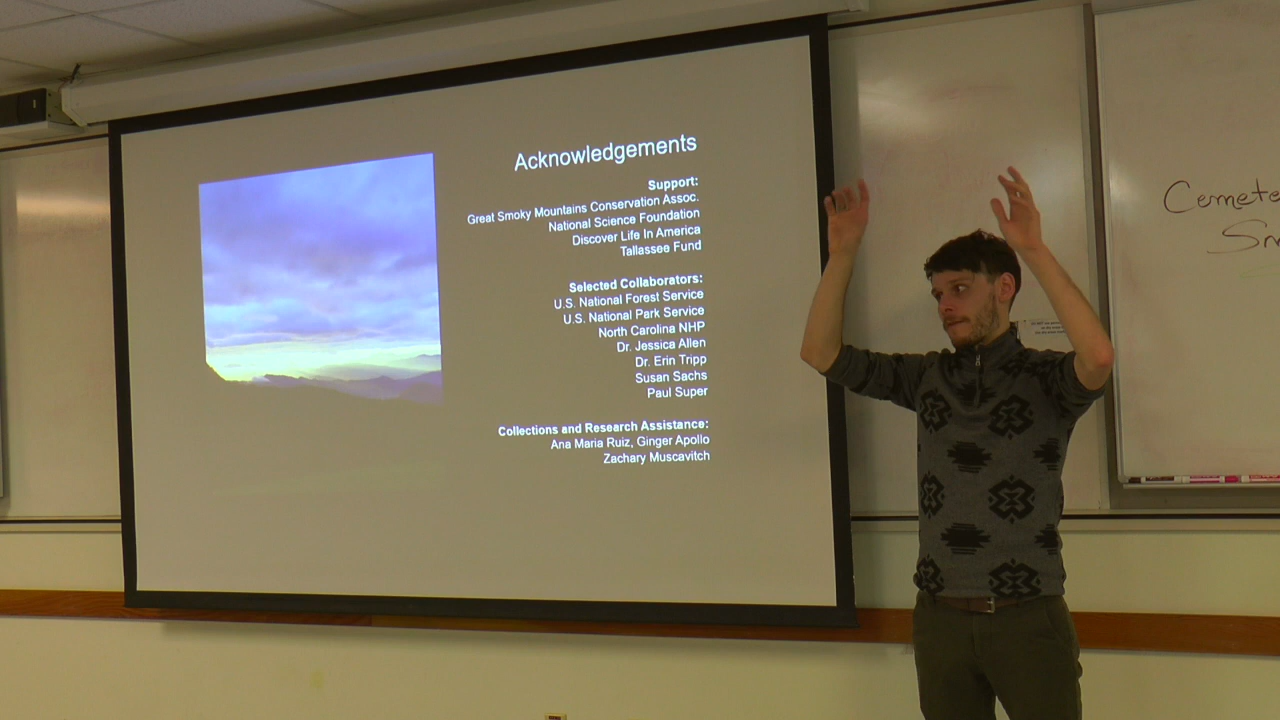 Acknowledgements
Support:
Great Smoky Mountains Conservation Assoc.
National Science Foundation
Discover Life In America
Tallassee Fund
Selected Collaborators:
U.S. National Forest Service
U.S. National Park Service
North Carolina NHP
Dr. Jessica Allen
Dr. Erin Tripp
Susan Sachs
Paul Super
Collections and Research Assistance:
Ana Maria Ruiz, Ginger Apollo
Zachary Muscavitch
Cemete
Sm